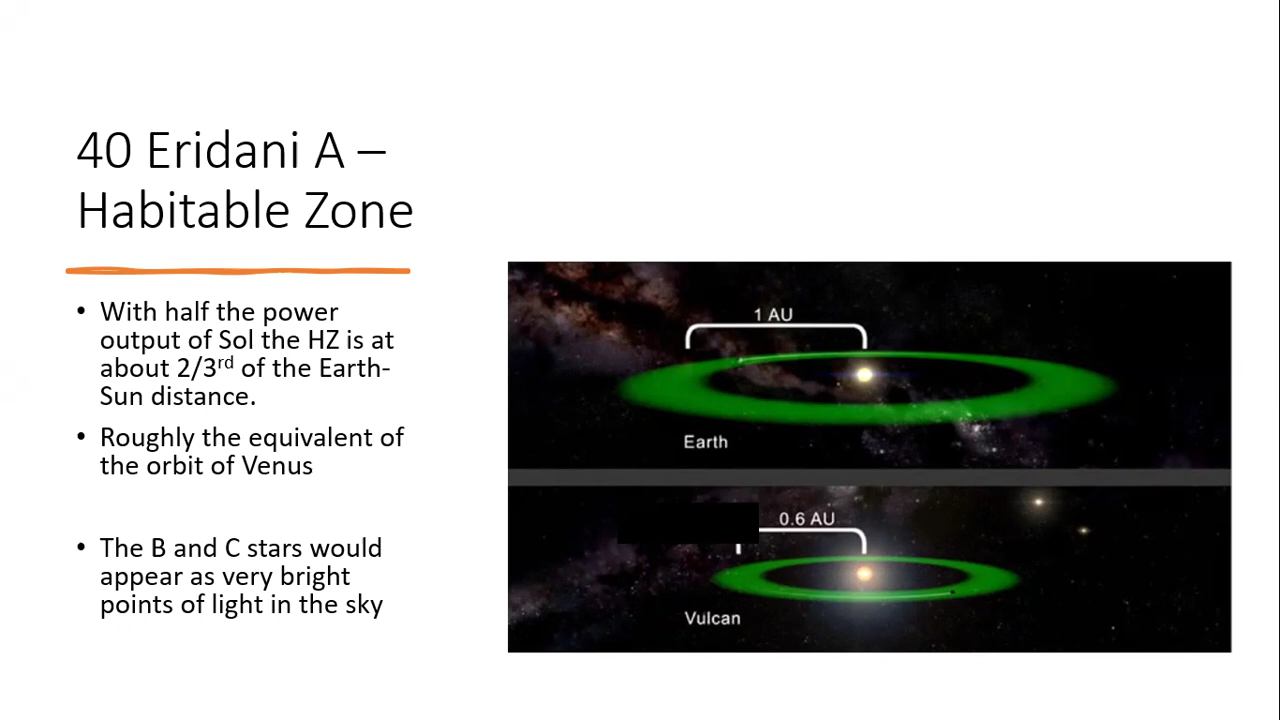 40 Eridani A –
Habitable Zone
• With half the power
output of Sol the HZ is at
about 2/3rd of the Earth-
Sun distance.
• Roughly the equivalent of
the orbit of Venus
• The B and C stars would
appear as very bright
points of light in the sky
1 AU
Earth
0.6 AU
Vulcan